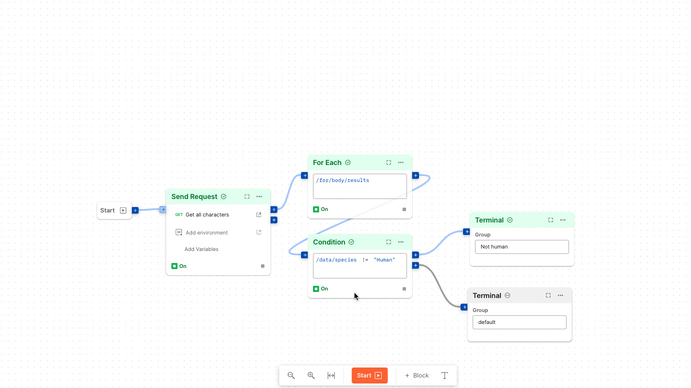 For Each
/for/body/results
On
Send Request
Start
GET Get all characters
Add environment
Add Variables
On
Condition
/data/species != "Human"
On
Terminal
Group
Not human
Terminal
Group
default
Start
+ Block
T